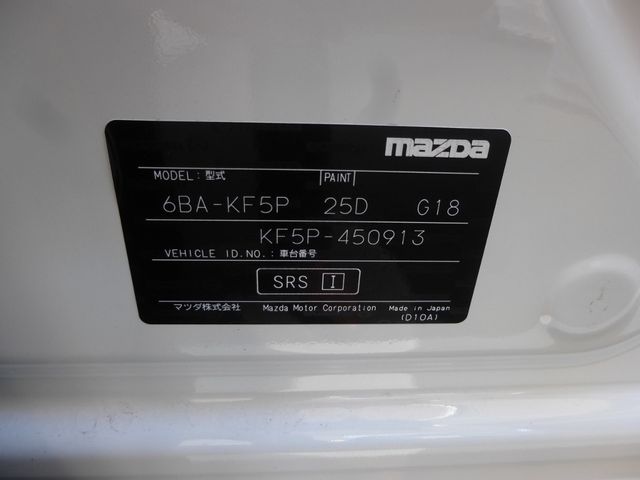 mazda
MODEL: 型式 PAINT
6BA-KF5P 25D G18
KF5P-450913
VEHICLE ID.NO.: 車台番号
SRS I
マツダ株式会社 Mazda Motor Corporation Made in Japan
(D10A)